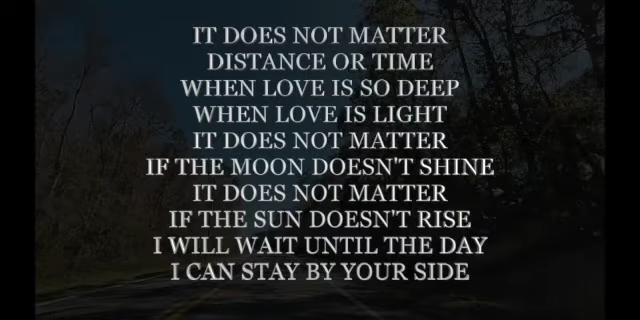 IT DOES NOT MATTER
DISTANCE OR TIME
WHEN LOVE IS SO DEEP
WHEN LOVE IS LIGHT
IT DOES NOT MATTER
IF THE MOON DOESN'T SHINE
IT DOES NOT MATTER
IF THE SUN DOESN'T RISE
I WILL WAIT UNTIL THE DAY
I CAN STAY BY YOUR SIDE